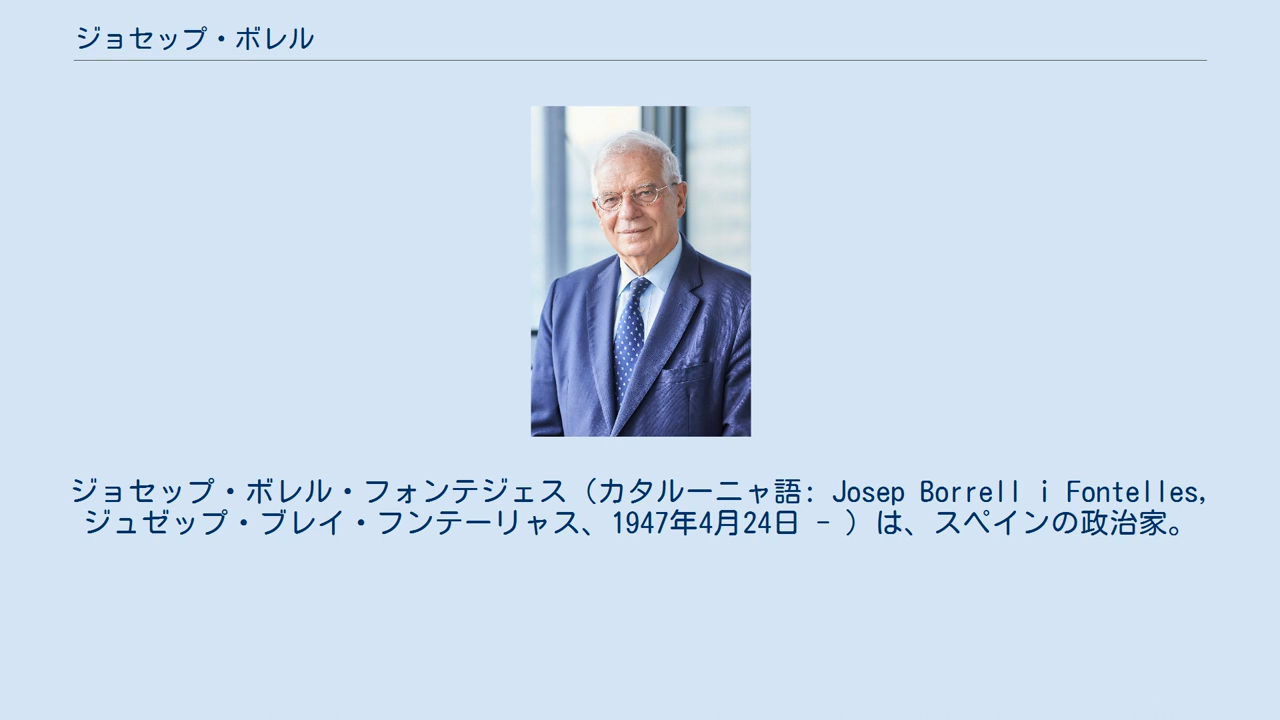 ジョセップ・ボレル
ジョセップ・ボレル・フォンテジェス（カタルーニャ語: Josep Borrell i Fontelles,
ジュゼップ・ブレイ・フンテーリャス、1947年4月24日 - ）は、スペインの政治家。